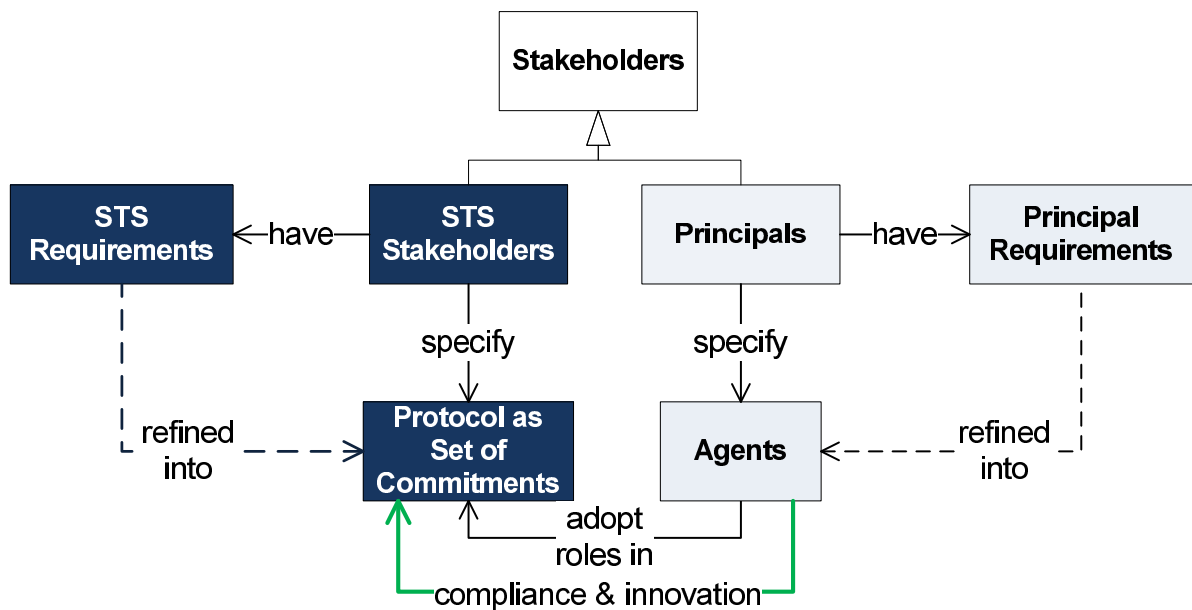 Stakeholders
STS
Requirements
have
STS
Stakeholders
Principals
have
Principal
Requirements
specify
specify
refined
into
Protocol as
Set of
Commitments
Agents
refined
into
adopt
roles in
compliance & innovation